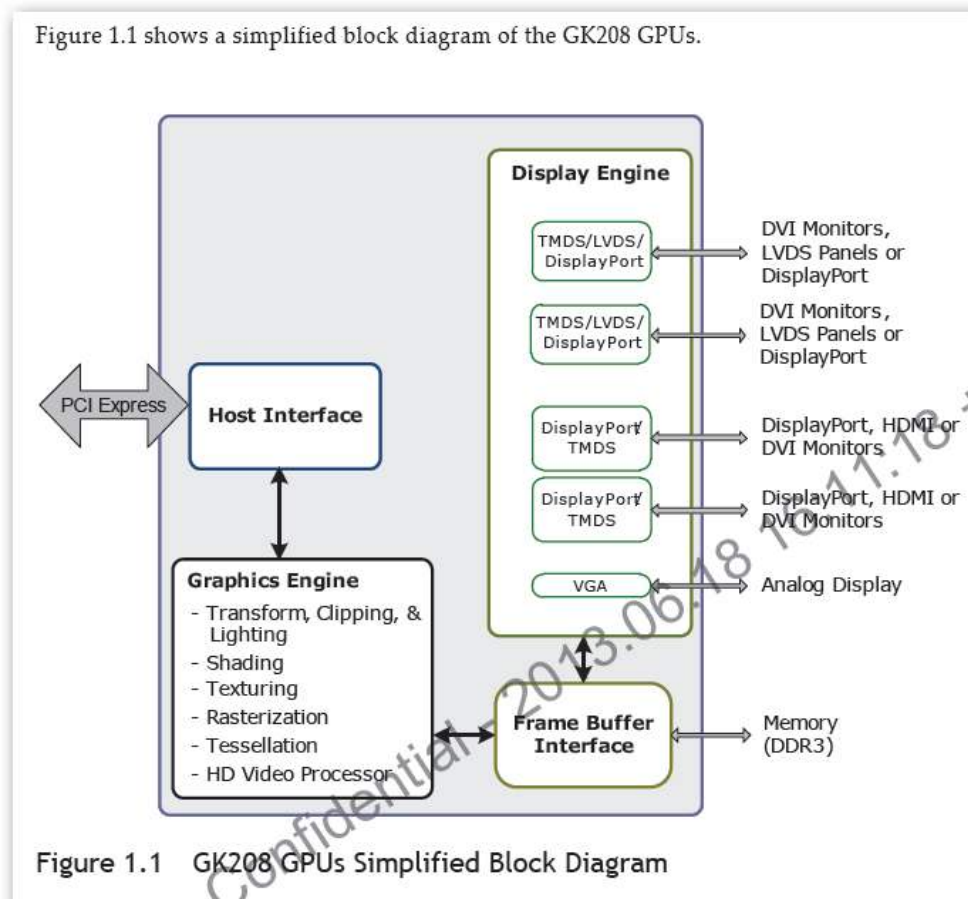 Figure 1.1 shows a simplified block diagram of the GK208 GPUs.
Display Engine
TMDS/LVDS/
DisplayPort
DVI Monitors,
LVDS Panels or
DisplayPort
TMDS/LVDS/
DisplayPort
DVI Monitors,
LVDS Panels or
DisplayPort
PCI Express
Host Interface
DisplayPort/
TMDS
DisplayPort, HDMI or
DVI Monitors
DisplayPort/
TMDS
DisplayPort, HDMI or
DVI Monitors
VGA
Analog Display
Graphics Engine
- Transform, Clipping, &
Lighting
- Shading
- Texturing
- Rasterization
- Tessellation
- HD Video Processor
Frame Buffer
Interface
Memory
(DDR3)
Confidential - 2013.06.18 16:11:18 +
Figure 1.1 GK208 GPUs Simplified Block Diagram